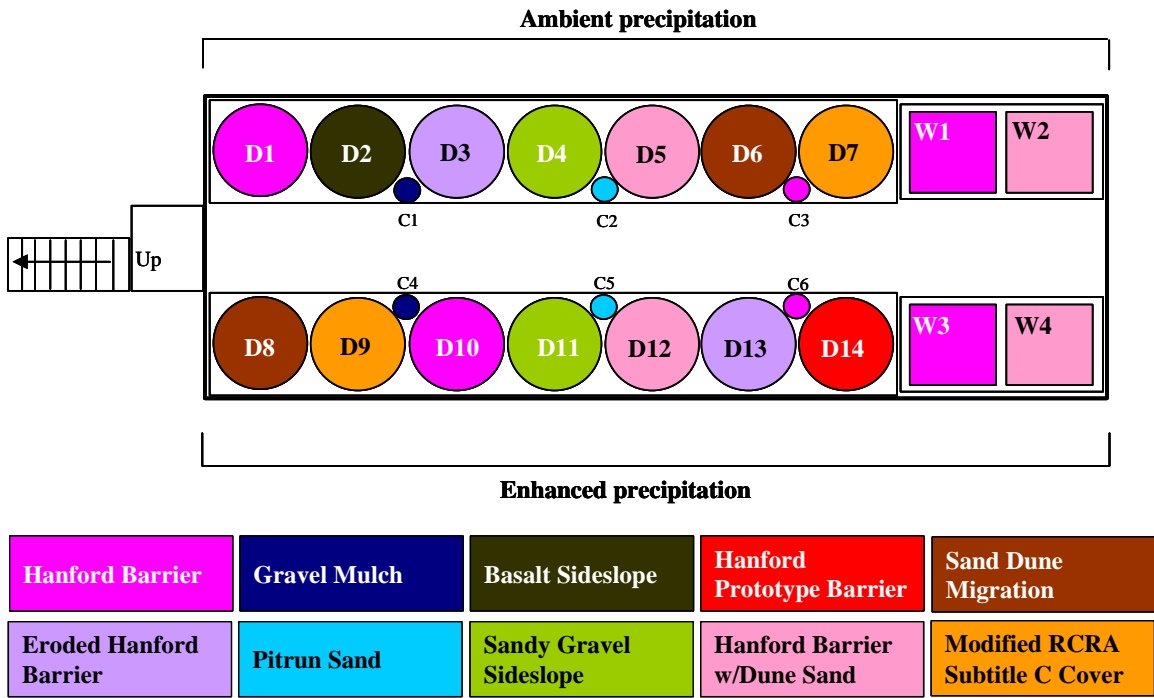 Ambient precipitation
D1 D2 D3 D4 D5 D6 D7 W1 W2
C1 C2 C3
Up
C4 C5 C6
D8 D9 D10 D11 D12 D13 D14 W3 W4
Enhanced precipitation
Hanford Barrier
Gravel Mulch
Basalt Sideslope
Hanford
Prototype Barrier
Sand Dune
Migration
Eroded Hanford
Barrier
Pitrun Sand
Sandy Gravel
Sideslope
Hanford Barrier
w/Dune Sand
Modified RCRA
Subtitle C Cover